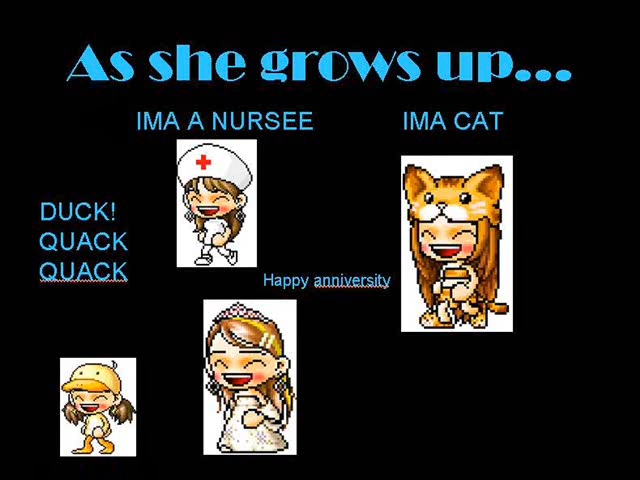 As she grows up...
IMA A NURSEE
IMA CAT
DUCK!
QUACK
QUACK
Happy anniversity